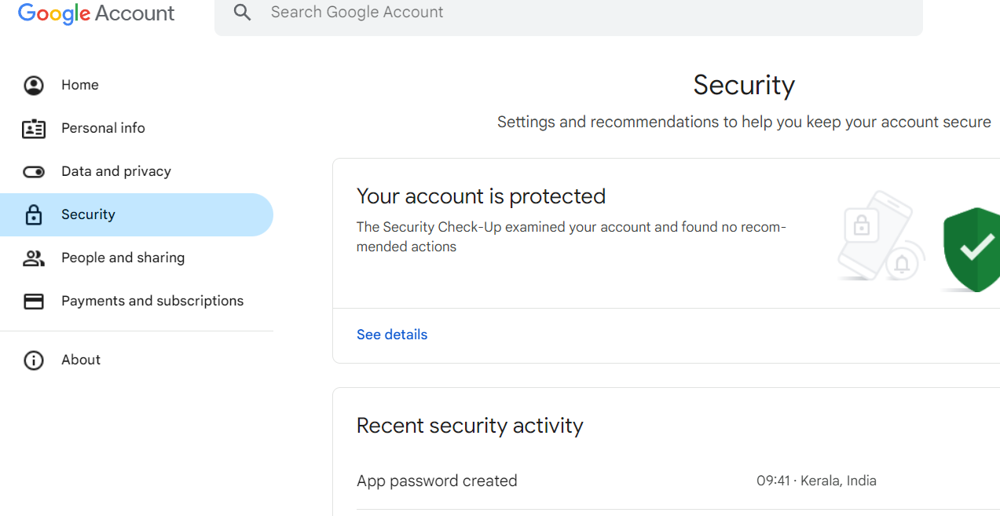 Google Account
Search Google Account
Home
Personal info
Data and privacy
Security
People and sharing
Payments and subscriptions
About
Security
Settings and recommendations to help you keep your account secure
Your account is protected
The Security Check-Up examined your account and found no recom-
mended actions
See details
Recent security activity
App password created
09:41 · Kerala, India